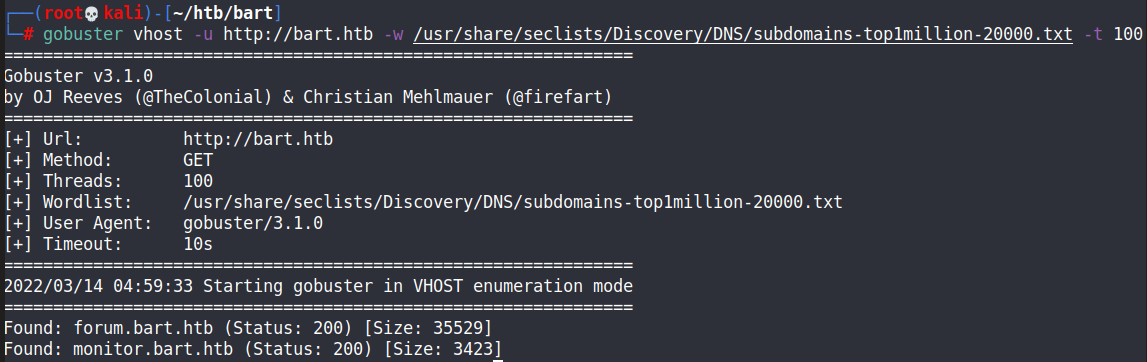 ┌──(root💀kali)-[~/htb/bart]
└─# gobuster vhost -u http://bart.htb -w /usr/share/seclists/Discovery/DNS/subdomains-top1million-20000.txt -t 100
===============================================================
Gobuster v3.1.0
by OJ Reeves (@TheColonial) & Christian Mehlmauer (@firefart)
===============================================================
[+] Url:          http://bart.htb
[+] Method:       GET
[+] Threads:      100
[+] Wordlist:     /usr/share/seclists/Discovery/DNS/subdomains-top1million-20000.txt
[+] User Agent:   gobuster/3.1.0
[+] Timeout:      10s
===============================================================
2022/03/14 04:59:33 Starting gobuster in VHOST enumeration mode
===============================================================
Found: forum.bart.htb (Status: 200) [Size: 35529]
Found: monitor.bart.htb (Status: 200) [Size: 3423]